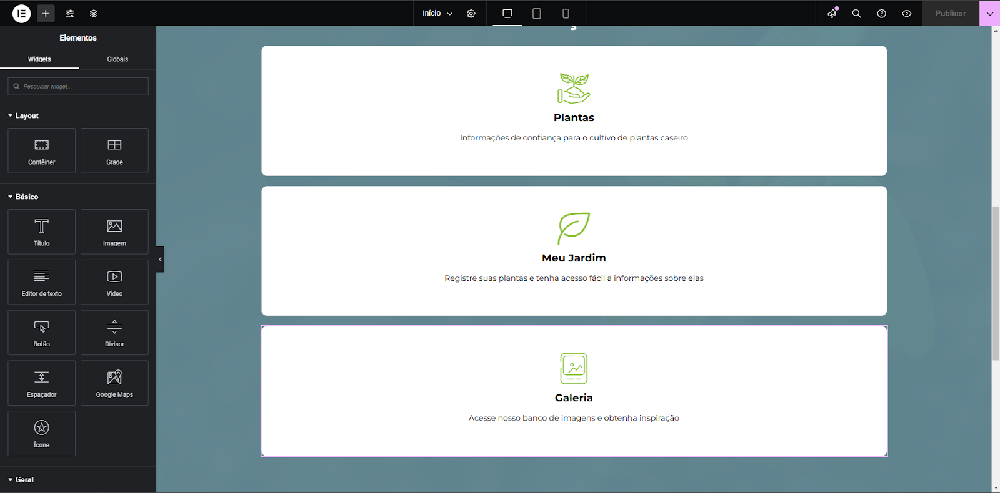 Início
Publicar
Elementos
Widgets
Globais
Pesquisar widget...
Layout
Contêiner
Grade
Básico
Título
Imagem
Editor de texto
Vídeo
Botão
Divisor
Espaçador
Google Maps
Ícone
Geral
Plantas
Informações de confiança para o cultivo de plantas caseiro
Meu Jardim
Registre suas plantas e tenha acesso fácil a informações sobre elas
Galeria
Acesse nosso banco de imagens e obtenha inspiração